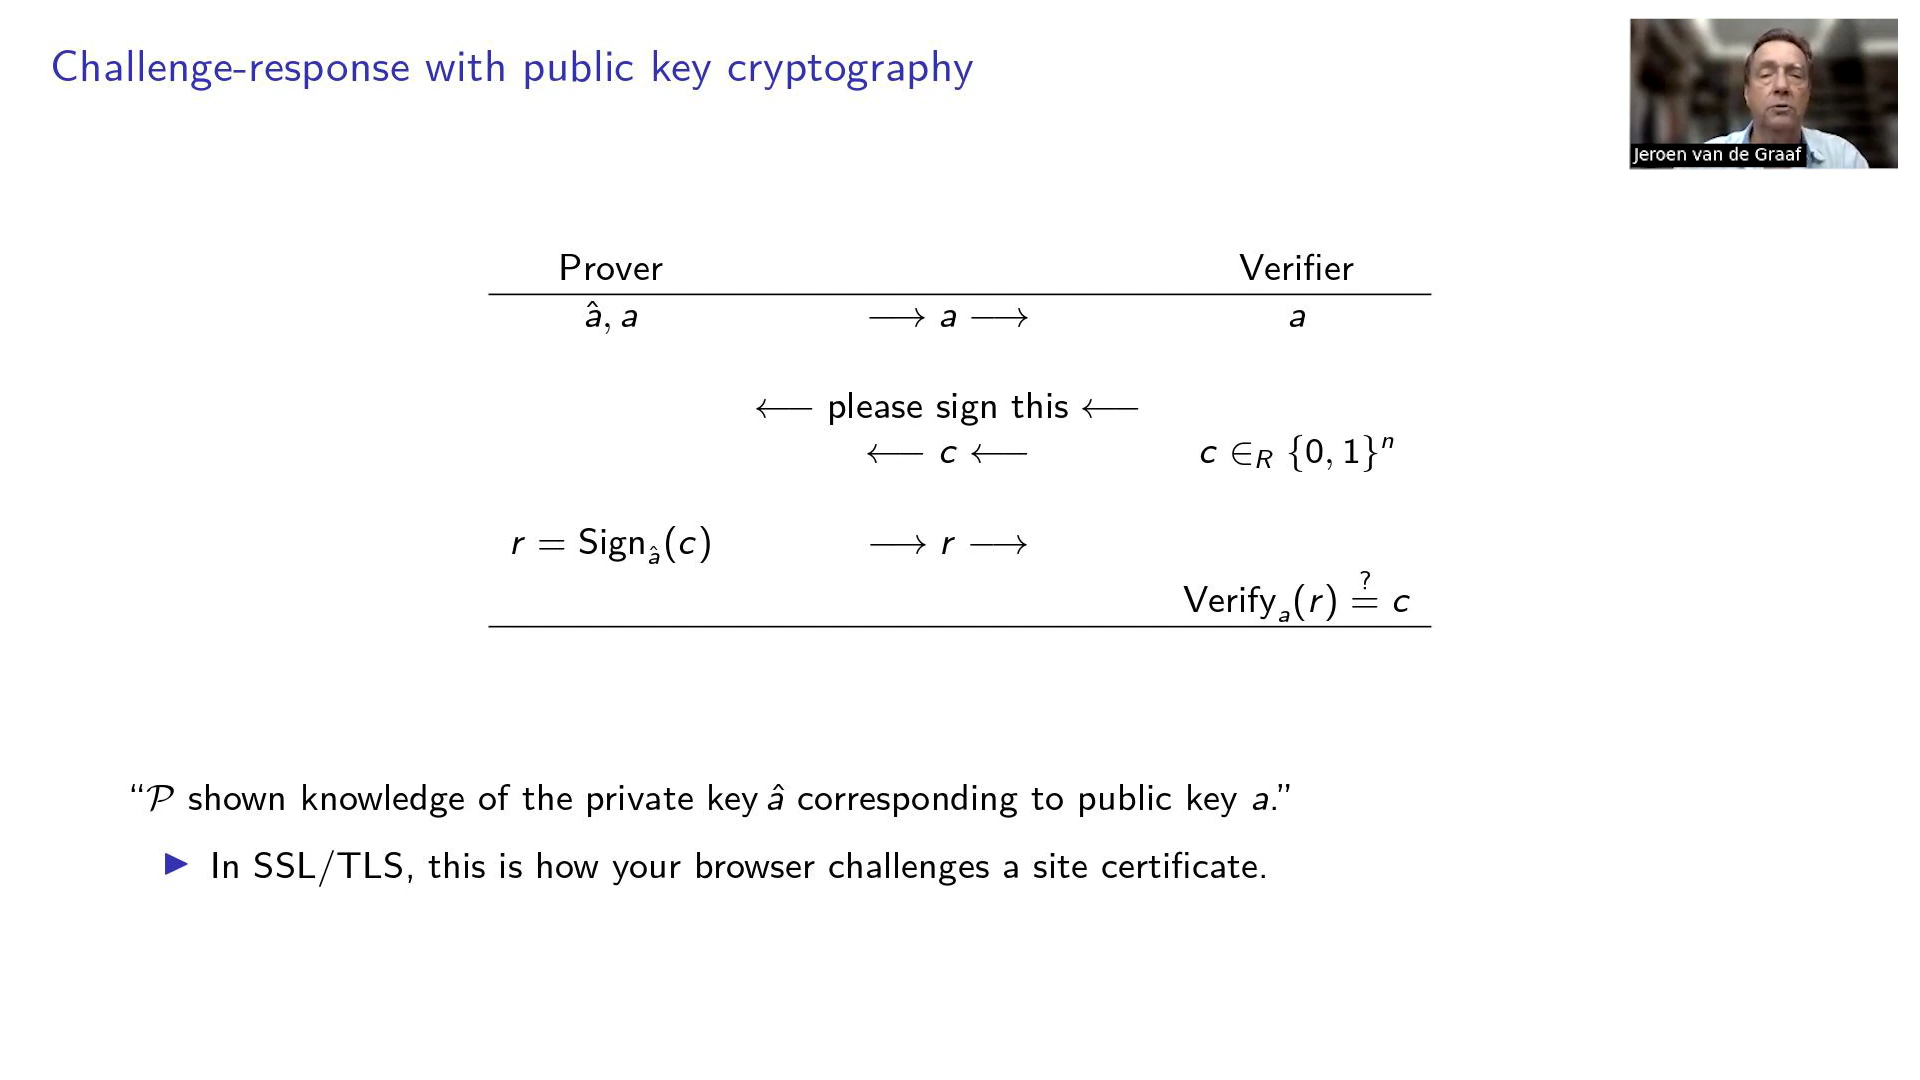 Challenge-response with public key cryptography
Jeroen van de Graaf
Prover Verifier
â, a ⟶ a ⟶ a
⟵ please sign this ⟵
⟵ c ⟵ c ∈_R {0, 1}^n
r = Sign_â(c) ⟶ r ⟶
Verify_a(r) ≟ c
“𝒫 shown knowledge of the private key â corresponding to public key a.”
▶ In SSL/TLS, this is how your browser challenges a site certificate.